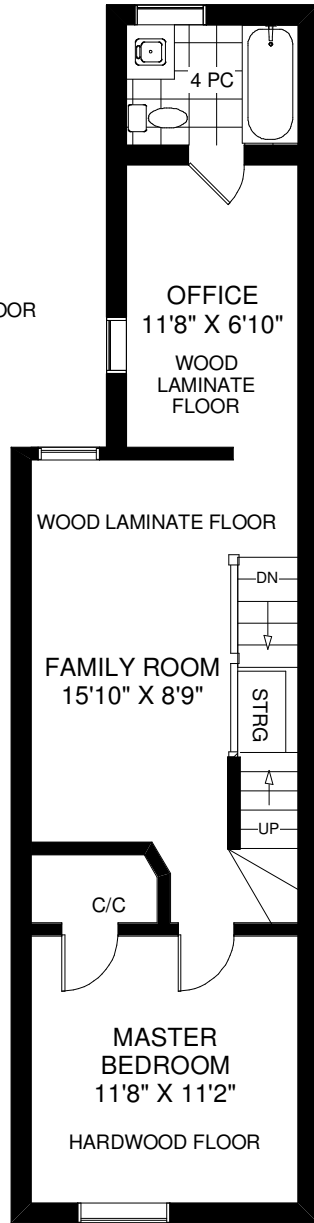 4 PC
OOR
OFFICE
11'8" X 6'10"
WOOD
LAMINATE
FLOOR
WOOD LAMINATE FLOOR
DN
FAMILY ROOM
15'10" X 8'9"
STRG
UP
C/C
MASTER
BEDROOM
11'8" X 11'2"
HARDWOOD FLOOR